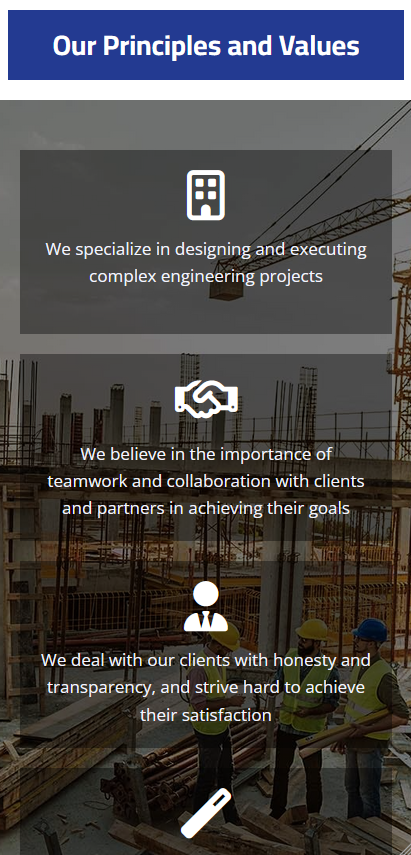 Our Principles and Values
We specialize in designing and executing
complex engineering projects
We believe in the importance of
teamwork and collaboration with clients
and partners in achieving their goals
We deal with our clients with honesty and
transparency, and strive hard to achieve
their satisfaction